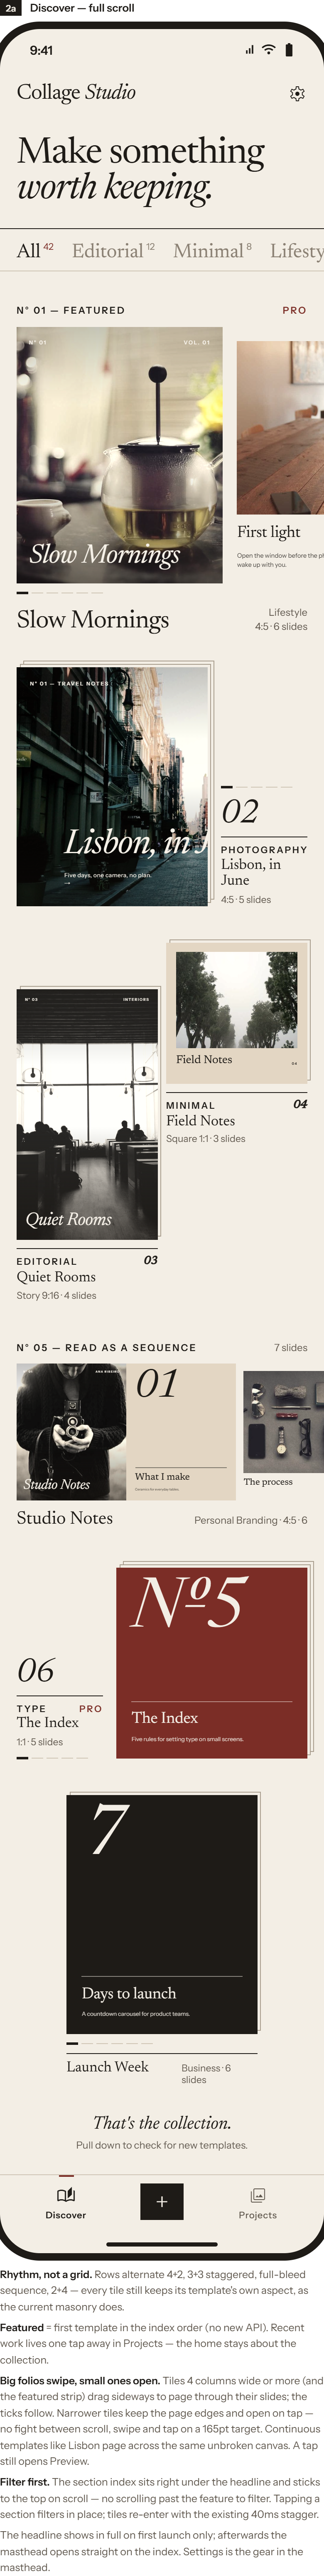 2a Discover — full scroll
9:41
Collage Studio
Make something
worth keeping.
All 42 Editorial 12 Minimal 8 Lifesty
N° 01 — FEATURED PRO
N° 01 VOL. 01
Slow Mornings
First light
Open the window before the ph
wake up with you.
Slow Mornings
Lifestyle
4:5 · 6 slides
N° 01 — TRAVEL NOTES
Lisbon, in J
Five days, one camera, no plan.
→
02
PHOTOGRAPHY
Lisbon, in
June
4:5 · 5 slides
Field Notes
04
MINIMAL 04
Field Notes
Square 1:1 · 3 slides
N° 03 INTERIORS
Quiet Rooms
EDITORIAL 03
Quiet Rooms
Story 9:16 · 4 slides
N° 05 — READ AS A SEQUENCE 7 slides
Studio Notes
01
What I make
The process
Studio Notes Personal Branding · 4:5 · 6
Nº5
The Index
Five rules for setting type on small screens.
06
TYPE PRO
The Index
1:1 · 5 slides
7
Days to launch
A countdown carousel for product teams.
Launch Week
Business · 6
slides
That's the collection.
Pull down to check for new templates.
Discover + Projects
Rhythm, not a grid. Rows alternate 4+2, 3+3 staggered, full-bleed
sequence, 2+4 — every tile still keeps its template's own aspect, as
the current masonry does.
Featured = first template in the index order (no new API). Recent
work lives one tap away in Projects — the home stays about the
collection.
Big folios swipe, small ones open. Tiles 4 columns wide or more (and
the featured strip) drag sideways to page through their slides; the
ticks follow. Narrower tiles keep the page edges and open on tap —
no fight between scroll, swipe and tap on a 165pt target. Continuous
templates like Lisbon page across the same unbroken canvas. A tap
still opens Preview.
Filter first. The section index sits right under the headline and sticks
to the top on scroll — no scrolling past the feature to filter. Tapping a
section filters in place; tiles re-enter with the existing 40ms stagger.
The headline shows in full on first launch only; afterwards the
masthead opens straight on the index. Settings is the gear in the
masthead.